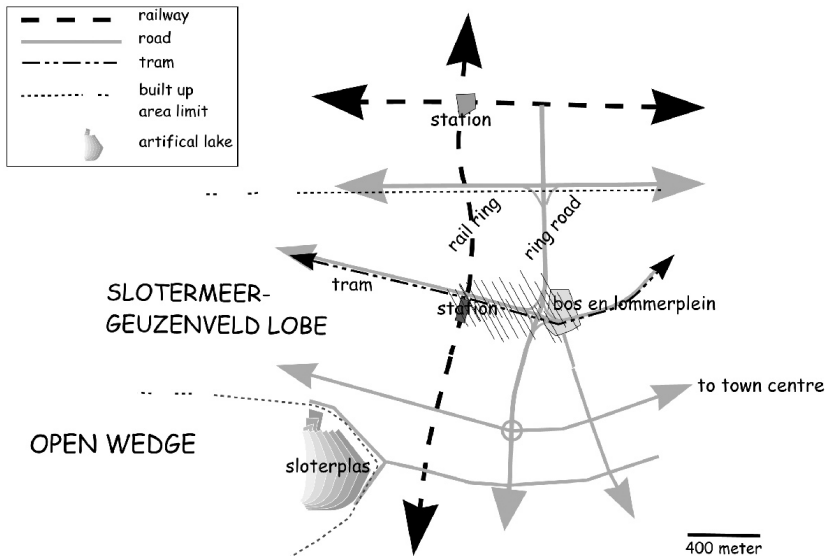 railway
road
tram
built up
area limit
artifical lake
station
rail ring
ring road
tram
SLOTERMEER-
GEUZENVELD LOBE
station
bos en lommerplein
to town centre
OPEN WEDGE
sloterplas
400 meter